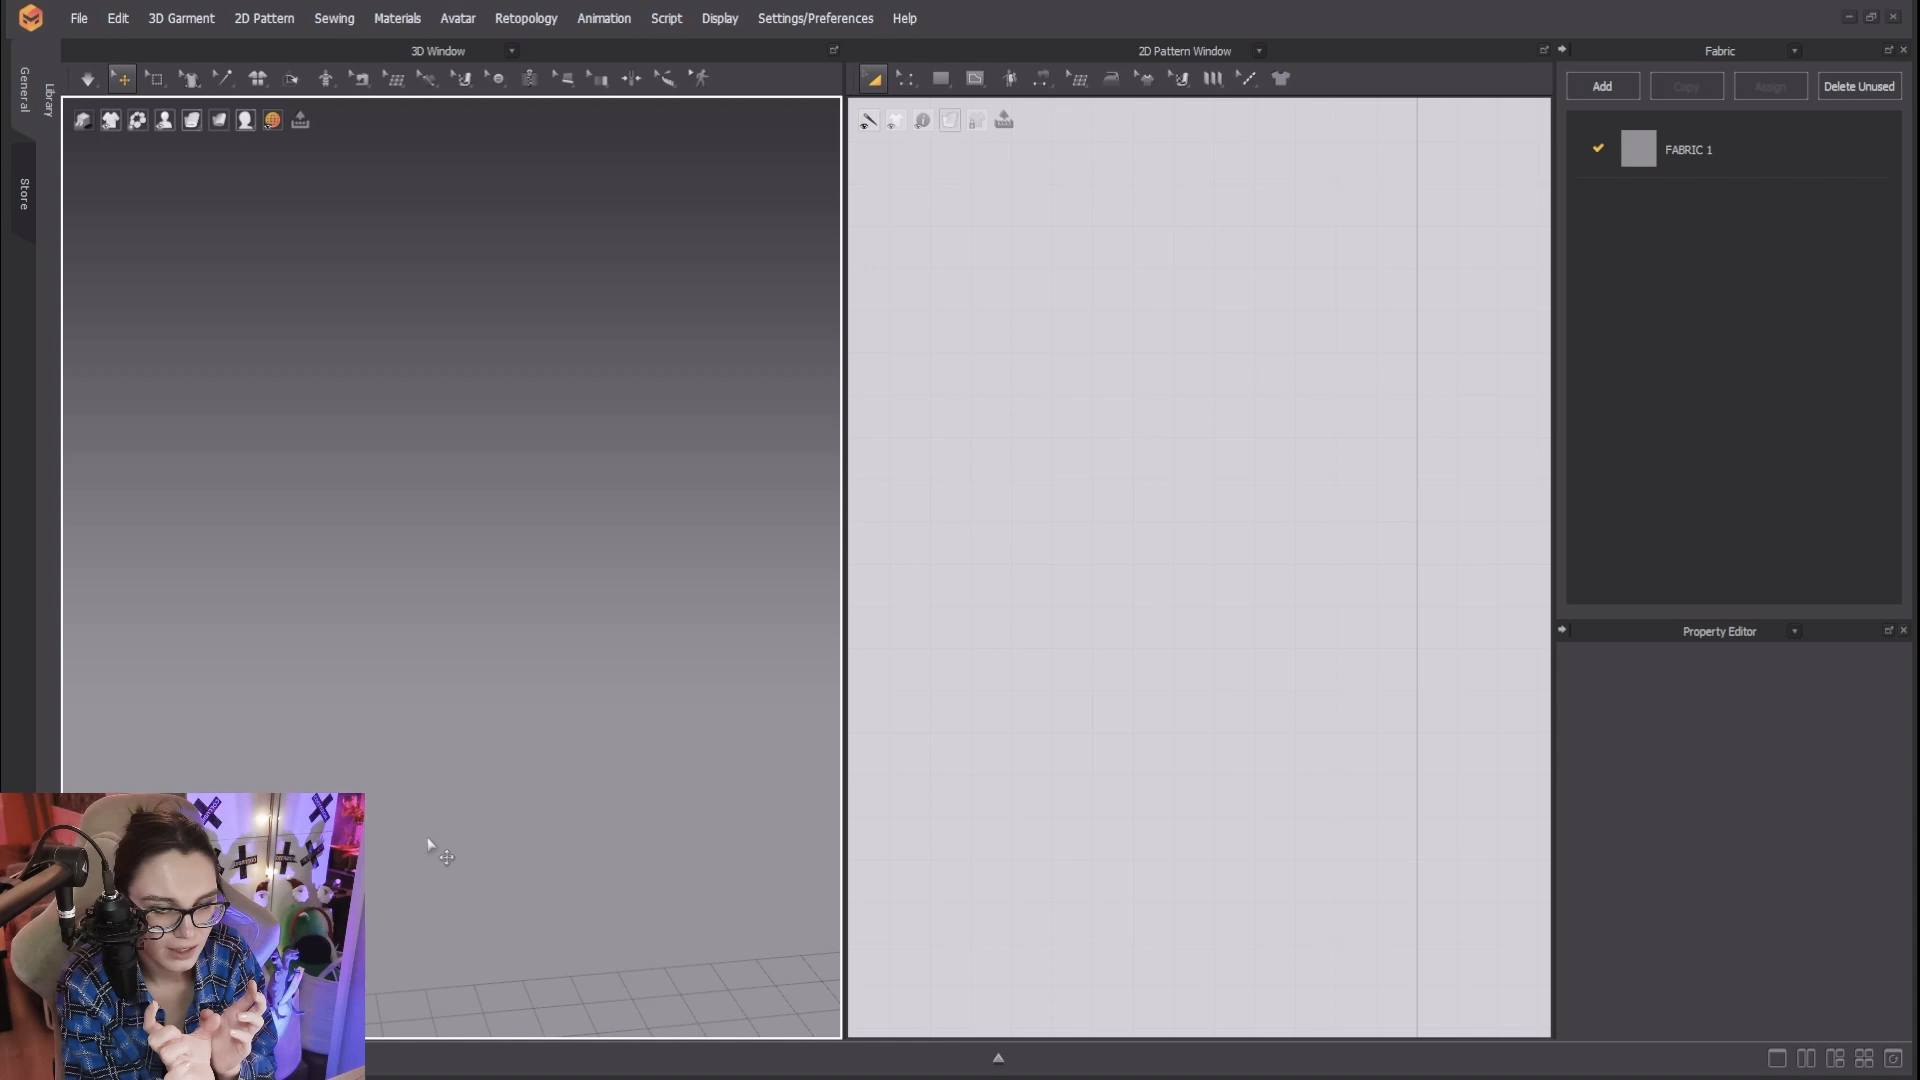 File Edit 3D Garment 2D Pattern Sewing Materials Avatar Retopology Animation Script Display Settings/Preferences Help
3D Window
2D Pattern Window
Fabric
General
Library
Store
Add Copy Assign Delete Unused
FABRIC 1
Property Editor